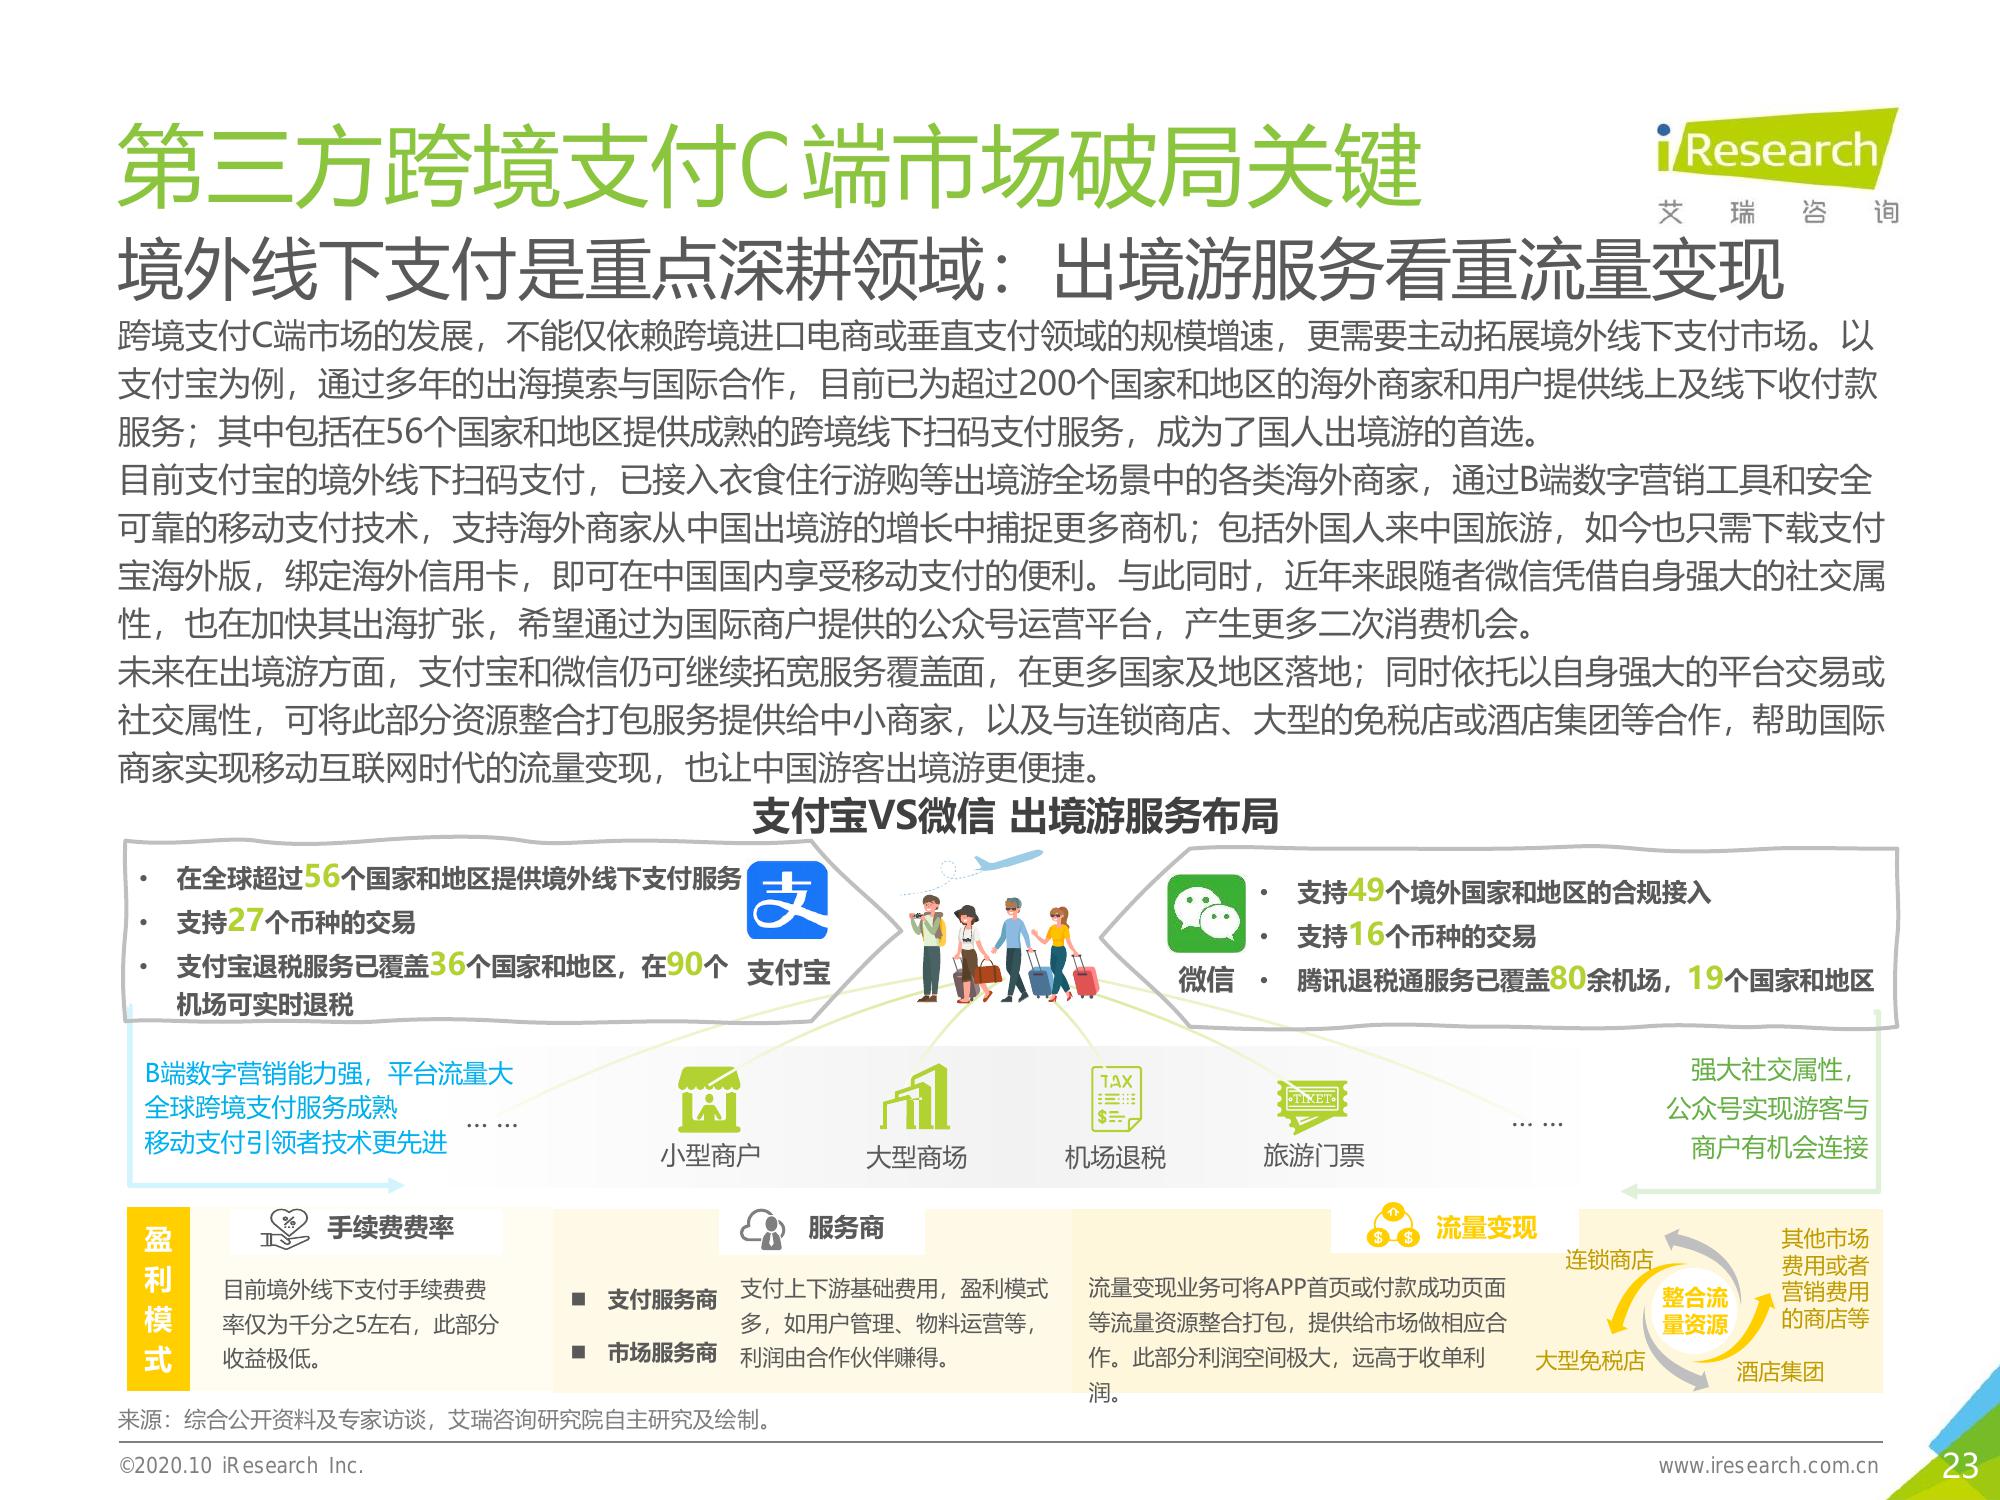 第三方跨境支付C端市场破局关键
iResearch
艾瑞咨询
境外线下支付是重点深耕领域：出境游服务看重流量变现
跨境支付C端市场的发展，不能仅依赖跨境进口电商或垂直支付领域的规模增速，更需要主动拓展境外线下支付市场。以
支付宝为例，通过多年的出海摸索与国际合作，目前已为超过200个国家和地区的海外商家和用户提供线上及线下收付款
服务；其中包括在56个国家和地区提供成熟的跨境线下扫码支付服务，成为了国人出境游的首选。
目前支付宝的境外线下扫码支付，已接入衣食住行游购等出境游全场景中的各类海外商家，通过B端数字营销工具和安全
可靠的移动支付技术，支持海外商家从中国出境游的增长中捕捉更多商机；包括外国人来中国旅游，如今也只需下载支付
宝海外版，绑定海外信用卡，即可在中国国内享受移动支付的便利。与此同时，近年来跟随者微信凭借自身强大的社交属
性，也在加快其出海扩张，希望通过为国际商户提供的公众号运营平台，产生更多二次消费机会。
未来在出境游方面，支付宝和微信仍可继续拓宽服务覆盖面，在更多国家及地区落地；同时依托以自身强大的平台交易或
社交属性，可将此部分资源整合打包服务提供给中小商家，以及与连锁商店、大型的免税店或酒店集团等合作，帮助国际
商家实现移动互联网时代的流量变现，也让中国游客出境游更便捷。
支付宝VS微信 出境游服务布局
• 在全球超过56个国家和地区提供境外线下支付服务
• 支持27个币种的交易
• 支付宝退税服务已覆盖36个国家和地区，在90个
机场可实时退税
支
支付宝
微信
• 支持49个境外国家和地区的合规接入
• 支持16个币种的交易
• 腾讯退税通服务已覆盖80余机场，19个国家和地区
B端数字营销能力强，平台流量大
全球跨境支付服务成熟
移动支付引领者技术更先进
... ...
小型商户
大型商场
TAX
机场退税
TIKET
旅游门票
... ...
强大社交属性，
公众号实现游客与
商户有机会连接
盈利模式
手续费费率
目前境外线下支付手续费费
率仅为千分之5左右，此部分
收益极低。
服务商
■ 支付服务商
■ 市场服务商
支付上下游基础费用，盈利模式
多，如用户管理、物料运营等，
利润由合作伙伴赚得。
流量变现
流量变现业务可将APP首页或付款成功页面
等流量资源整合打包，提供给市场做相应合
作。此部分利润空间极大，远高于收单利
润。
连锁商店
其他市场
费用或者
营销费用
的商店等
整合流
量资源
大型免税店
酒店集团
来源：综合公开资料及专家访谈，艾瑞咨询研究院自主研究及绘制。
©2020.10 iResearch Inc.
www.iresearch.com.cn
23